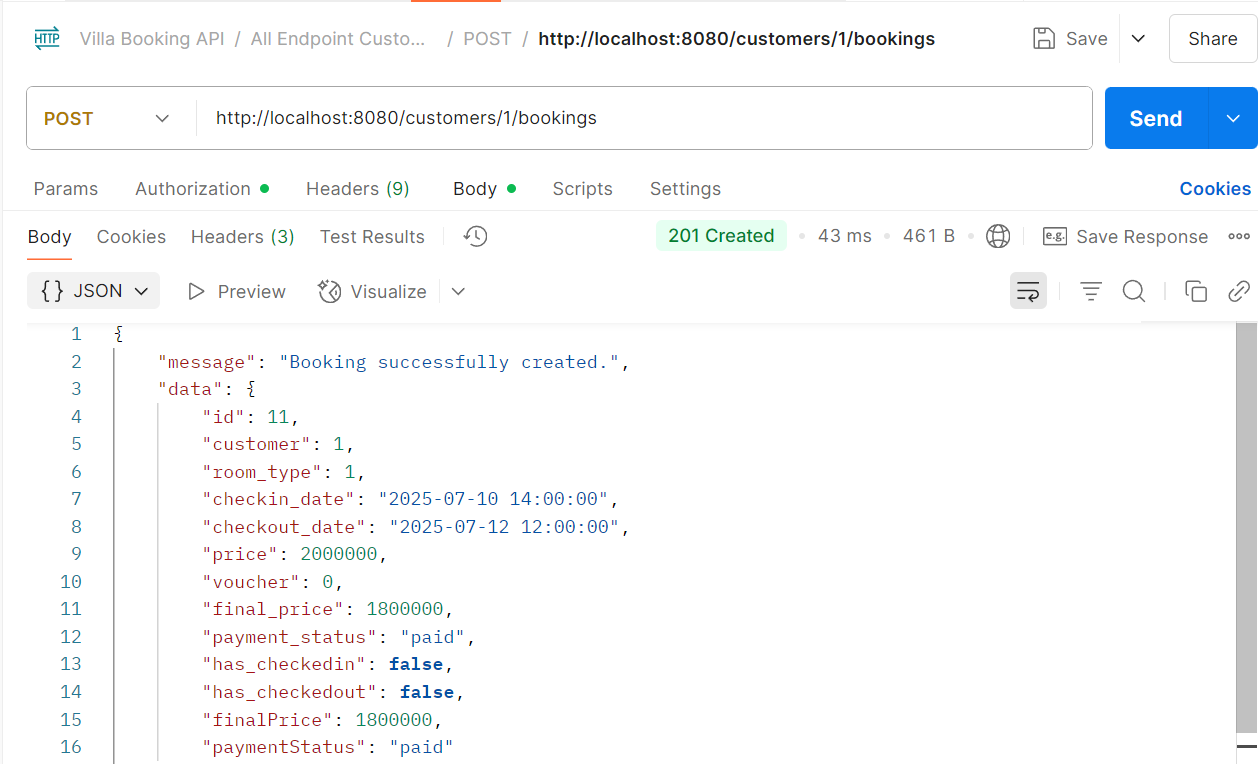 HTTP Villa Booking API / All Endpoint Custo... / POST / http://localhost:8080/customers/1/bookings Save Share
POST http://localhost:8080/customers/1/bookings Send
Params Authorization Headers (9) Body Scripts Settings Cookies
Body Cookies Headers (3) Test Results 201 Created 43 ms 461 B e.g. Save Response
{} JSON Preview Visualize
1 {
2 "message": "Booking successfully created.",
3 "data": {
4 "id": 11,
5 "customer": 1,
6 "room_type": 1,
7 "checkin_date": "2025-07-10 14:00:00",
8 "checkout_date": "2025-07-12 12:00:00",
9 "price": 2000000,
10 "voucher": 0,
11 "final_price": 1800000,
12 "payment_status": "paid",
13 "has_checkedin": false,
14 "has_checkedout": false,
15 "finalPrice": 1800000,
16 "paymentStatus": "paid"